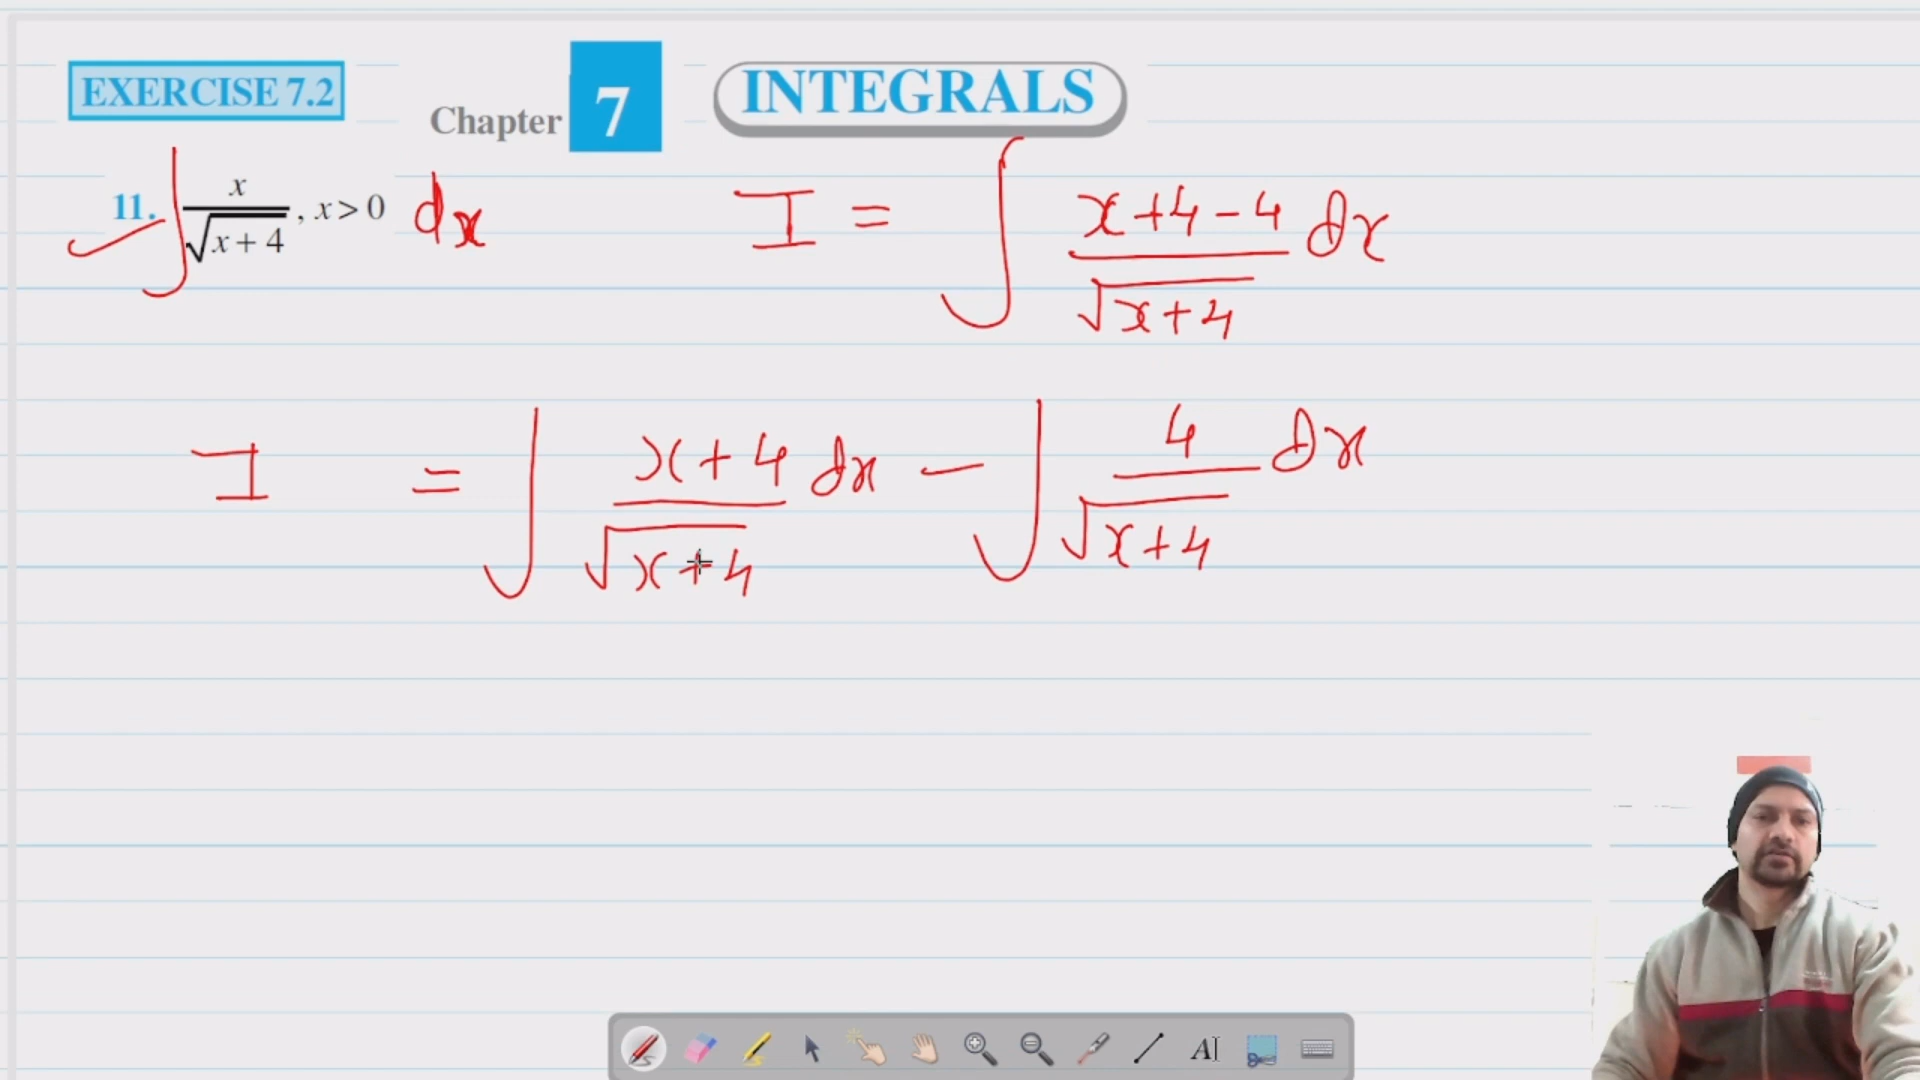 EXERCISE 7.2
Chapter 7 INTEGRALS
11. ∫ x/√(x + 4), x > 0 dx
I = ∫ (x+4-4)/√(x+4) dx
I = ∫ (x+4)/√(x+4) dx - ∫ 4/√(x+4) dx
AI